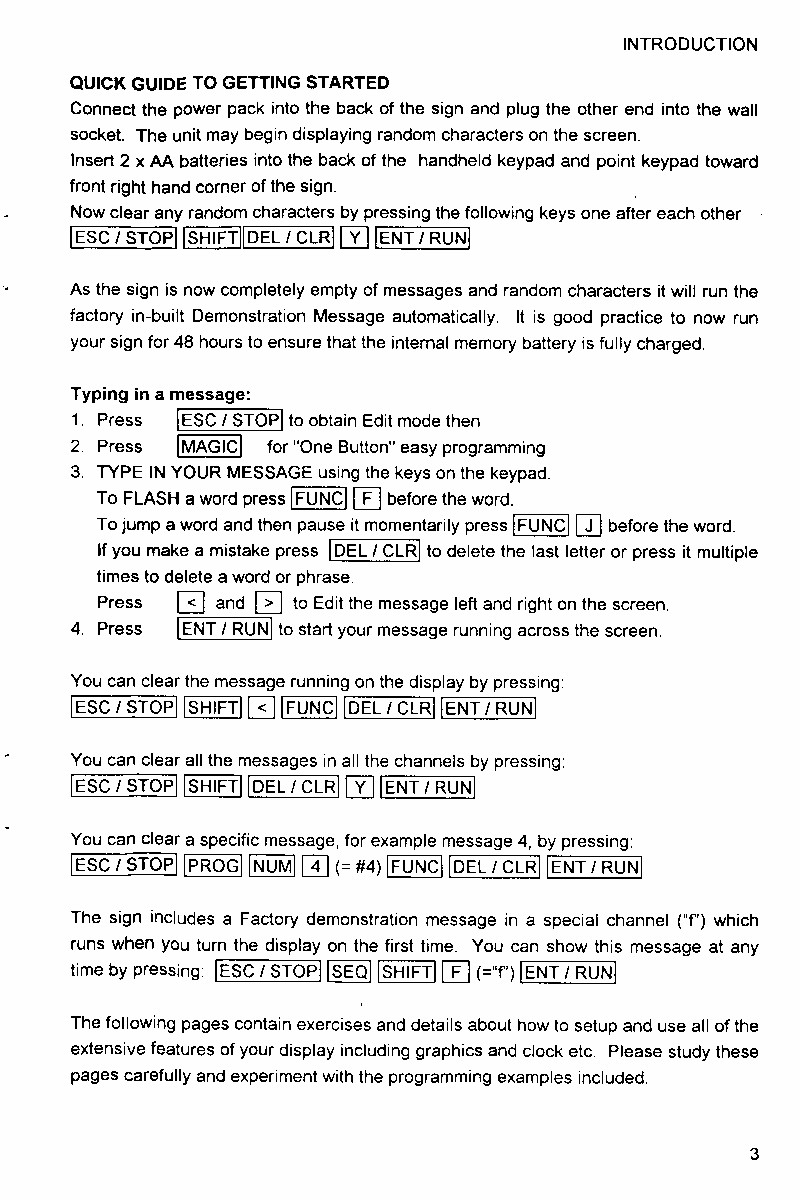 INTRODUCTION
QUICK GUIDE TO GETTING STARTED
Connect the power pack into the back of the sign and plug the other end into the wall
socket. The unit may begin displaying random characters on the screen.
Insert 2 x AA batteries into the back of the handheld keypad and point keypad toward
front right hand corner of the sign.
Now clear any random characters by pressing the following keys one after each other
ESC / STOP SHIFT DEL / CLR Y ENT / RUN
As the sign is now completely empty of messages and random characters it will run the
factory in-built Demonstration Message automatically. It is good practice to now run
your sign for 48 hours to ensure that the internal memory battery is fully charged.
Typing in a message:
1. Press ESC / STOP to obtain Edit mode then
2. Press MAGIC for "One Button" easy programming
3. TYPE IN YOUR MESSAGE using the keys on the keypad.
To FLASH a word press FUNC F before the word.
To jump a word and then pause it momentarily press FUNC J before the word.
If you make a mistake press DEL / CLR to delete the last letter or press it multiple
times to delete a word or phrase.
Press < and > to Edit the message left and right on the screen.
4. Press ENT / RUN to start your message running across the screen.
You can clear the message running on the display by pressing:
ESC / STOP SHIFT < FUNC DEL / CLR ENT / RUN
You can clear all the messages in all the channels by pressing:
ESC / STOP SHIFT DEL / CLR Y ENT / RUN
You can clear a specific message, for example message 4, by pressing:
ESC / STOP PROG NUM 4 (= #4) FUNC DEL / CLR ENT / RUN
The sign includes a Factory demonstration message in a special channel ("f") which
runs when you turn the display on the first time. You can show this message at any
time by pressing: ESC / STOP SEQ SHIFT F (="f") ENT / RUN
The following pages contain exercises and details about how to setup and use all of the
extensive features of your display including graphics and clock etc. Please study these
pages carefully and experiment with the programming examples included.
3